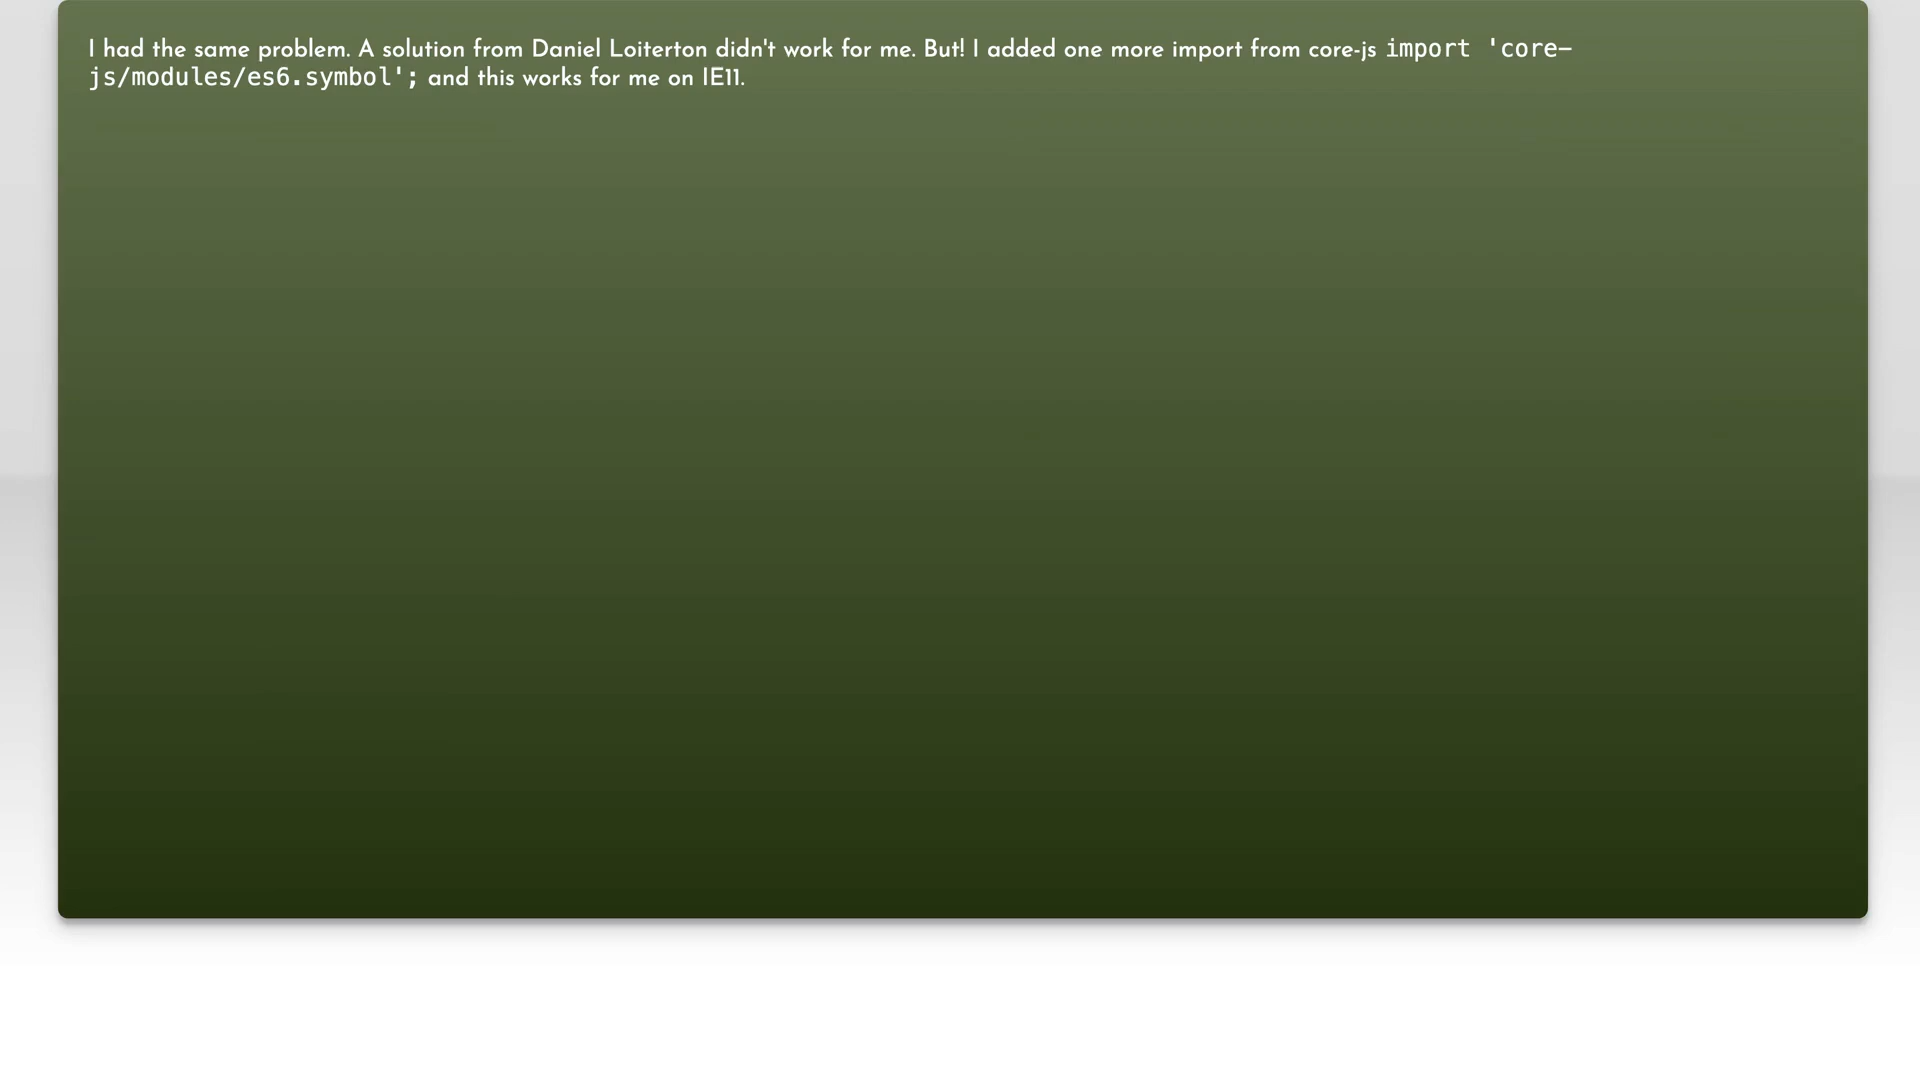 I had the same problem. A solution from Daniel Loiterton didn't work for me. But! I added one more import from core-js import 'core-
js/modules/es6.symbol'; and this works for me on IE11.